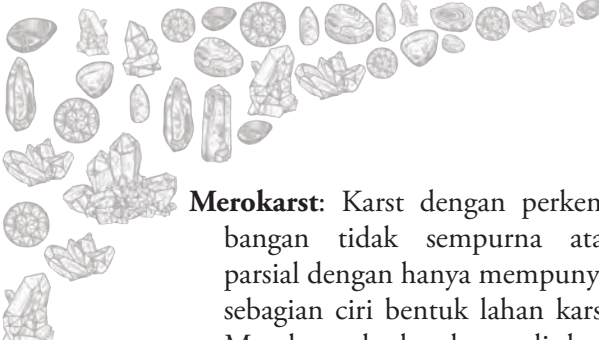 Merokarst: Karst dengan perken
bangan tidak sempurna ata
parsial dengan hanya mempuny
sebagian ciri bentuk lahan kars